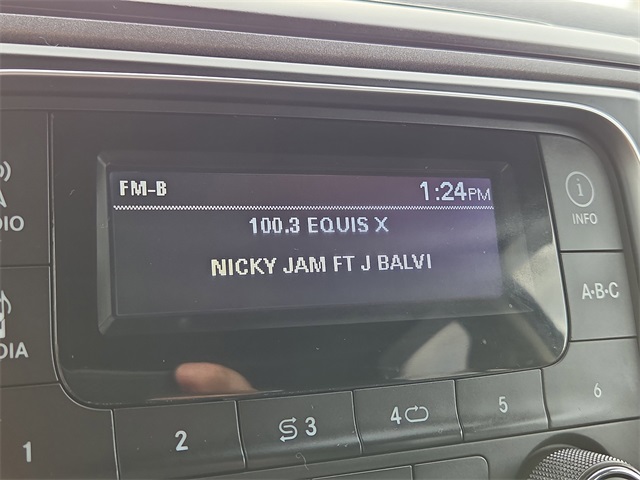 FM-B 1:24PM
100.3 EQUIS X
NICKY JAM FT J BALVI
INFO
A·B·C
1 2 3 4 5 6